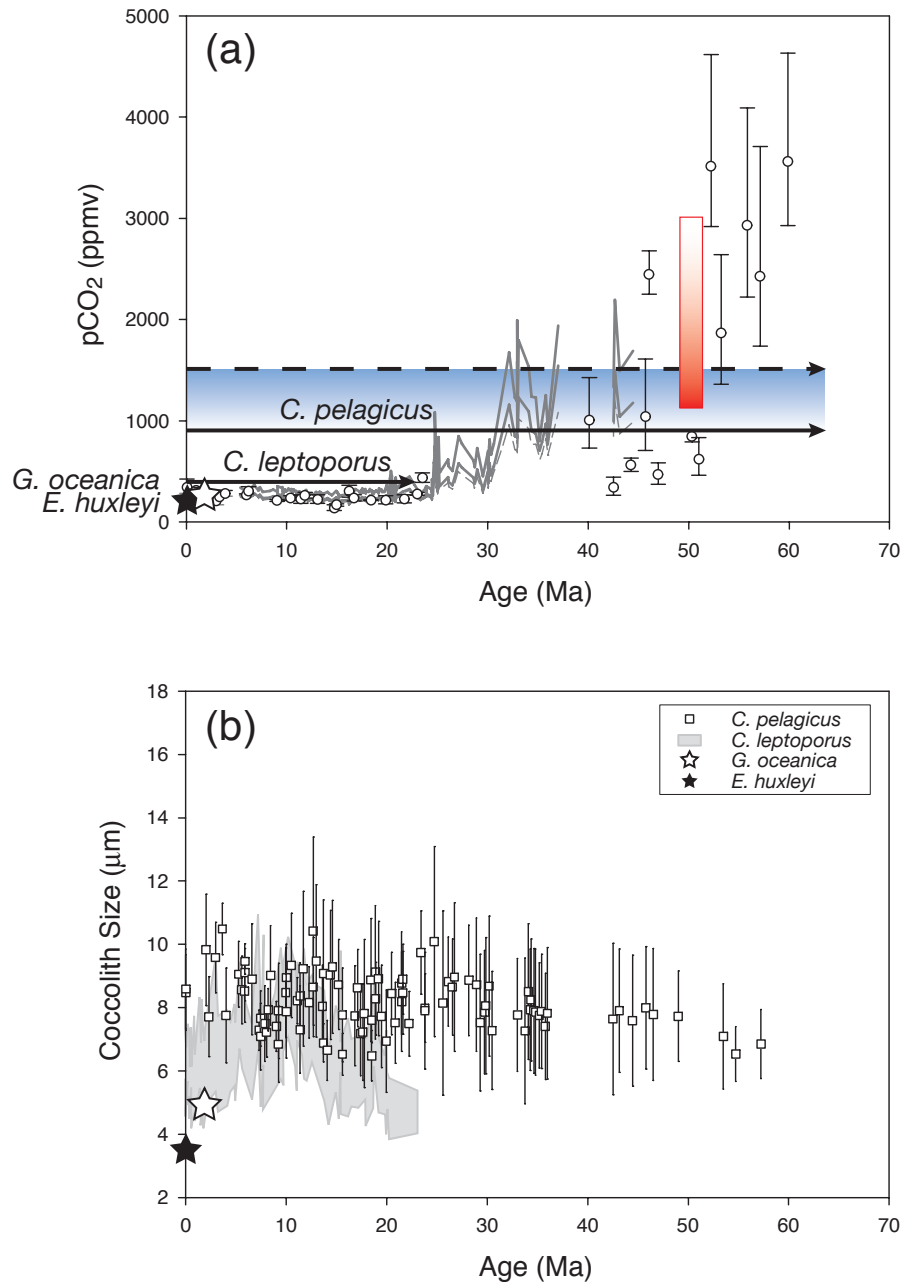 (a)
5000
4000
3000
2000
1000
0
pCO2 (ppmv)
C. pelagicus
C. leptoporus
G. oceanica
E. huxleyi
0 10 20 30 40 50 60 70
Age (Ma)
(b)
18
16
14
12
10
8
6
4
2
Coccolith Size (µm)
C. pelagicus
C. leptoporus
G. oceanica
E. huxleyi
0 10 20 30 40 50 60 70
Age (Ma)